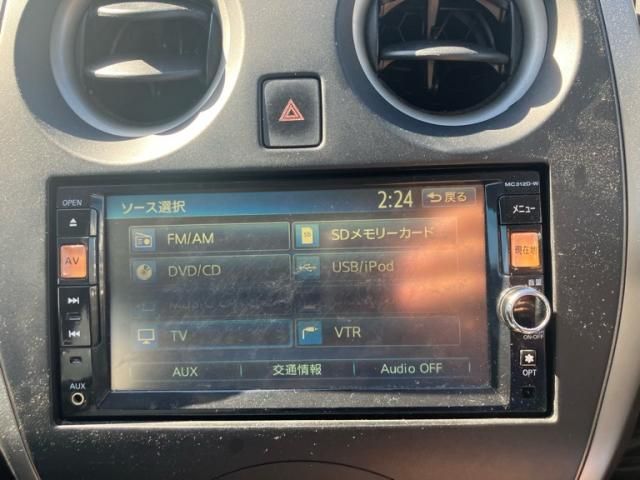 MC312D-W
OPEN
ソース選択 2:24 戻る
メニュー
FM/AM SDメモリーカード
AV
現在地
DVD/CD USB/iPod
音量
TV VTR
ON・OFF
AUX 交通情報 Audio OFF
OPT
AUX